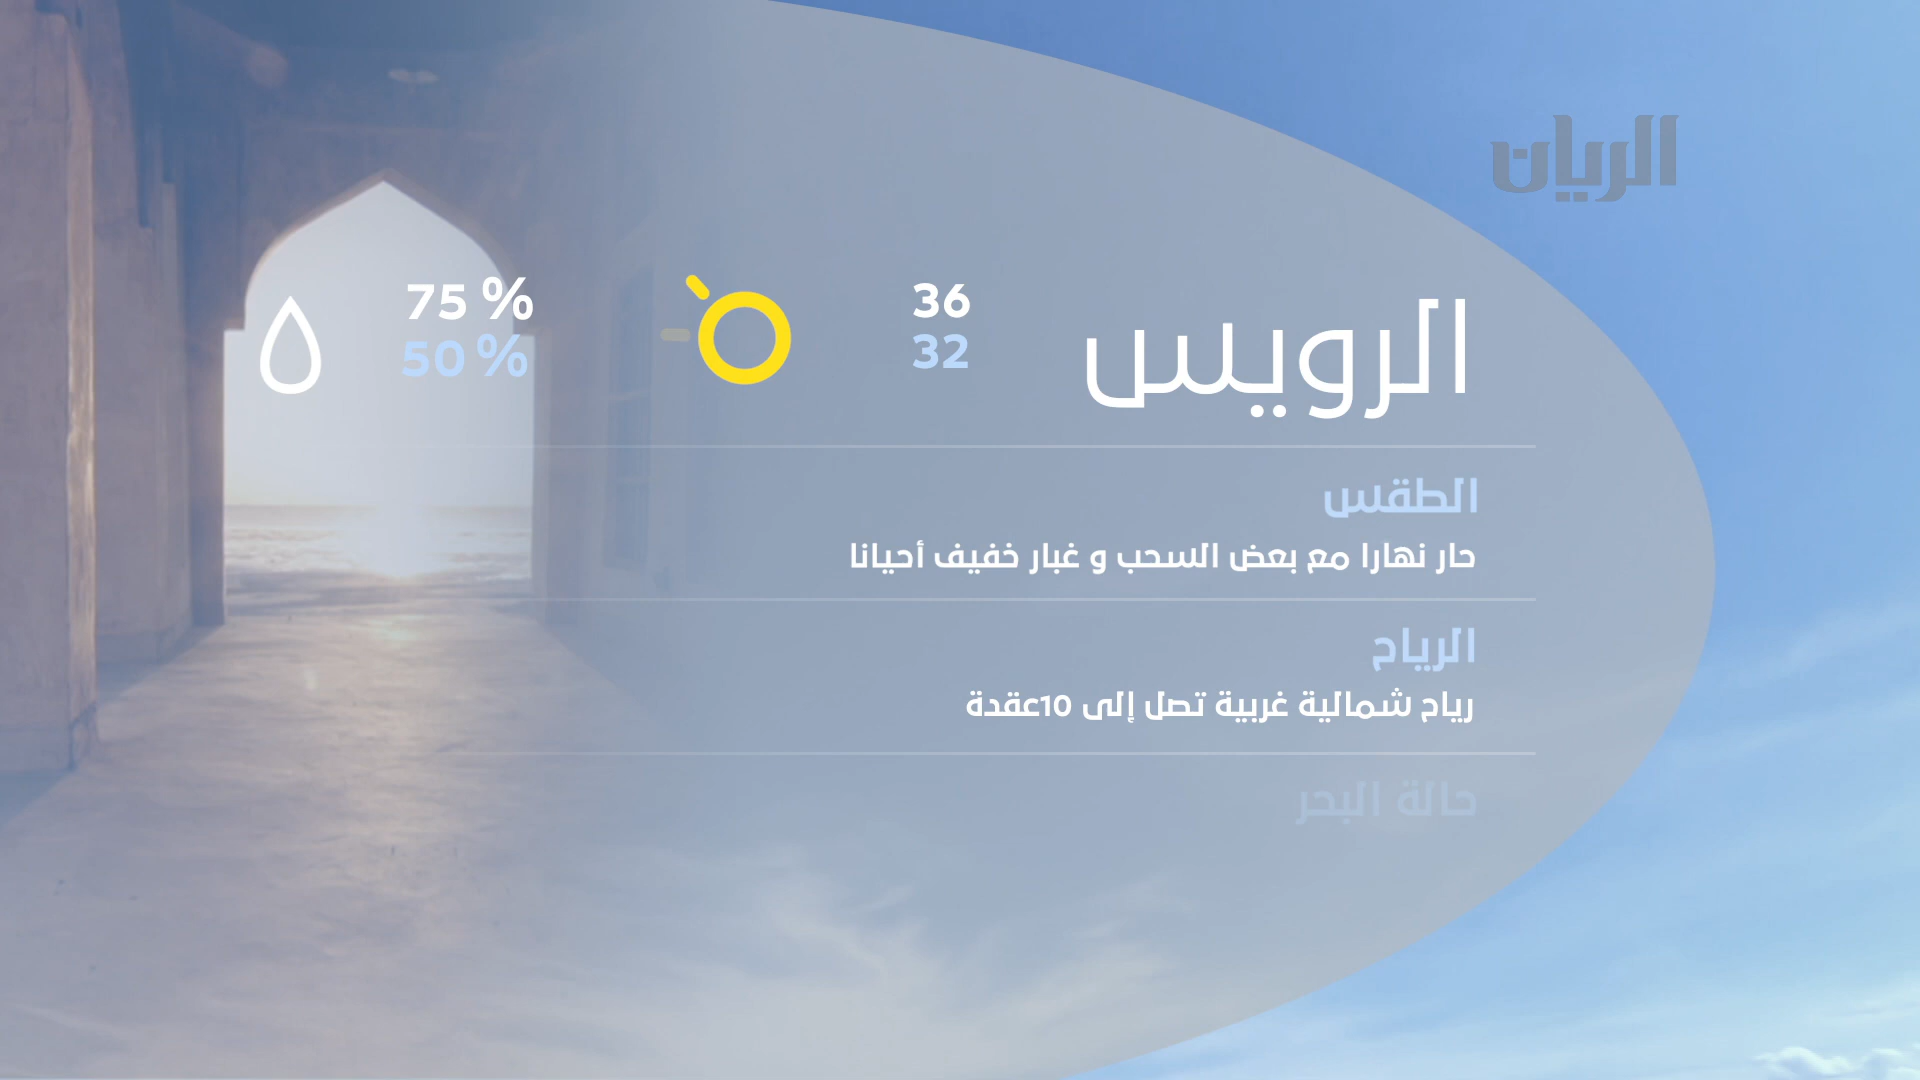 الريان
الرويس
36
32
75 %
50 %
الطقس
حار نهارا مع بعض السحب و غبار خفيف أحيانا
الرياح
رياح شمالية غربية تصل إلى 10عقدة
حالة البحر